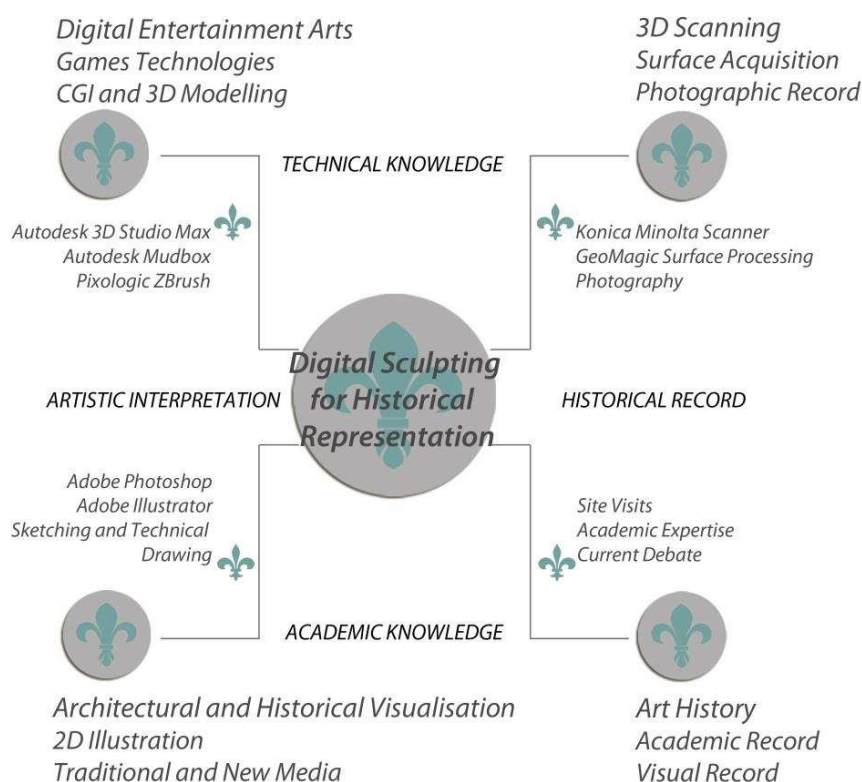 Digital Entertainment Arts
Games Technologies
CGI and 3D Modelling
3D Scanning
Surface Acquisition
Photographic Record
TECHNICAL KNOWLEDGE
Autodesk 3D Studio Max
Autodesk Mudbox
Pixologic ZBrush
Konica Minolta Scanner
GeoMagic Surface Processing
Photography
Digital Sculpting
for Historical
Representation
ARTISTIC INTERPRETATION
HISTORICAL RECORD
Adobe Photoshop
Adobe Illustrator
Sketching and Technical
Drawing
Site Visits
Academic Expertise
Current Debate
ACADEMIC KNOWLEDGE
Architectural and Historical Visualisation
2D Illustration
Traditional and New Media
Art History
Academic Record
Visual Record